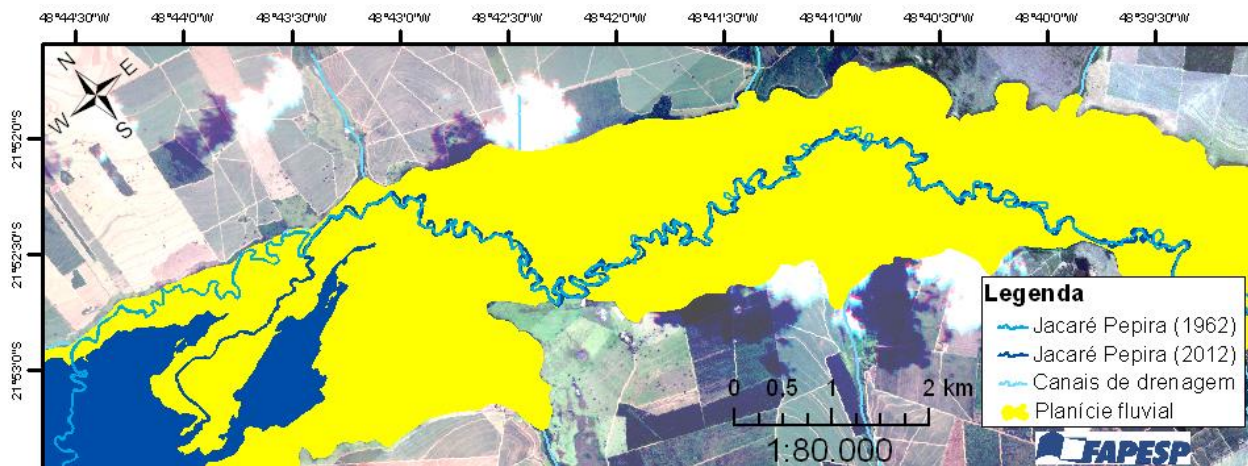 48°44'30"W 48°44'0"W 48°43'30"W 48°43'0"W 48°42'30"W 48°42'0"W 48°41'30"W 48°41'0"W 48°40'30"W 48°40'0"W 48°39'30"W
N
E
W
S
21°52'0"S
21°52'30"S
21°53'0"S
Legenda
Jacaré Pepira (1962)
Jacaré Pepira (2012)
Canais de drenagem
Planície fluvial
0 0.5 1 2 km
1:80.000
FAPESP